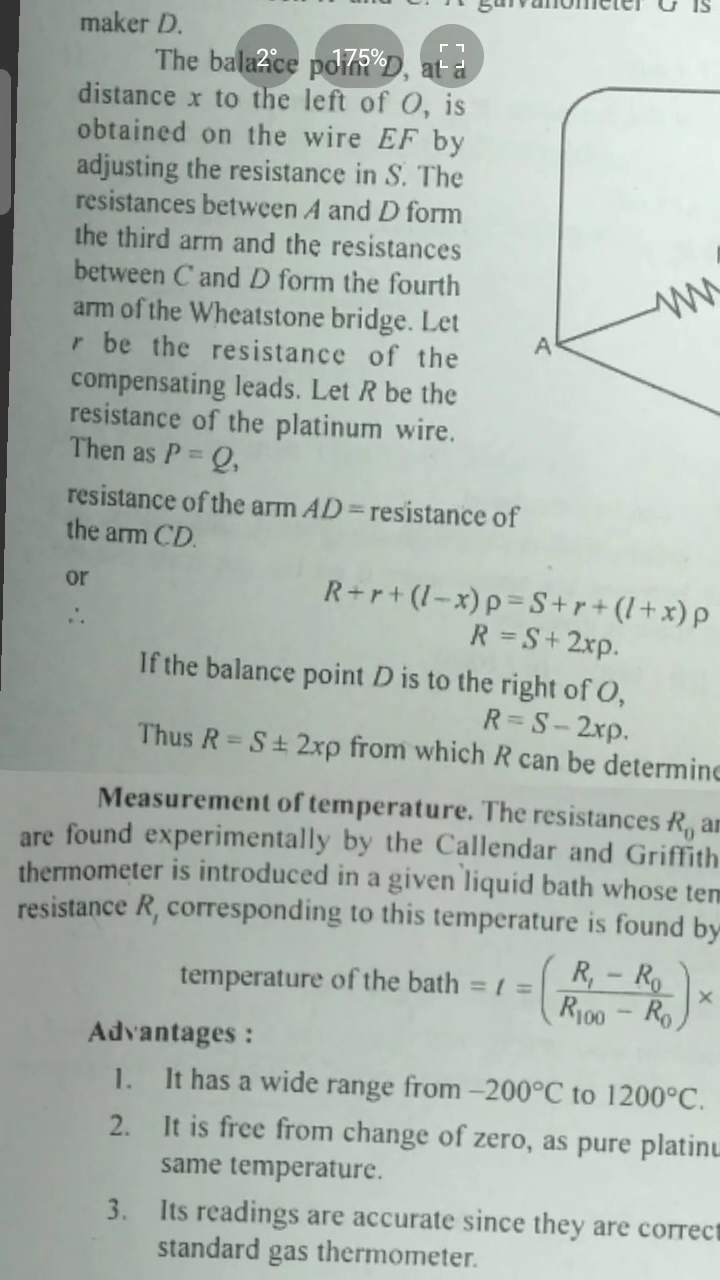 maker D.
2° 175%
The balance point D, at a
distance x to the left of O, is
obtained on the wire EF by
adjusting the resistance in S. The
resistances between A and D form
the third arm and the resistances
between C and D form the fourth
arm of the Wheatstone bridge. Let
r be the resistance of the
compensating leads. Let R be the
resistance of the platinum wire.
Then as P = Q,
A
resistance of the arm AD = resistance of
the arm CD.
or
R + r + (l – x) ρ = S + r + (l + x) ρ
∴
R = S + 2xρ.
If the balance point D is to the right of O,
R = S – 2xρ.
Thus R = S ± 2xρ from which R can be determine
Measurement of temperature. The resistances R₀ an
are found experimentally by the Callendar and Griffith
thermometer is introduced in a given liquid bath whose tem
resistance Rₜ corresponding to this temperature is found by
temperature of the bath = t = ( (Rₜ – R₀) / (R₁₀₀ – R₀) ) ×
Advantages :
1. It has a wide range from –200°C to 1200°C.
2. It is free from change of zero, as pure platinu
same temperature.
3. Its readings are accurate since they are correct
standard gas thermometer.